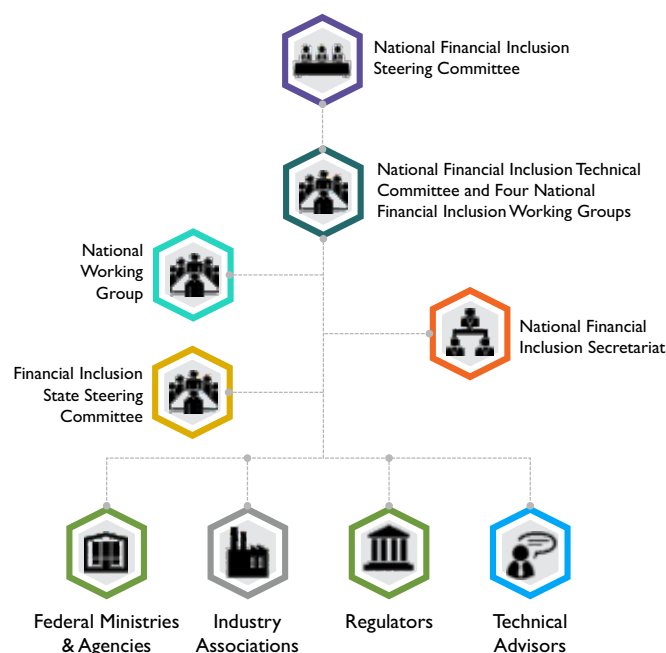 National Financial Inclusion
Steering Committee
National Financial Inclusion Technical
Committee and Four National
Financial Inclusion Working Groups
National
Working
Group
National Financial
Inclusion Secretariat
Financial Inclusion
State Steering
Committee
Federal Ministries
& Agencies
Industry
Associations
Regulators
Technical
Advisors